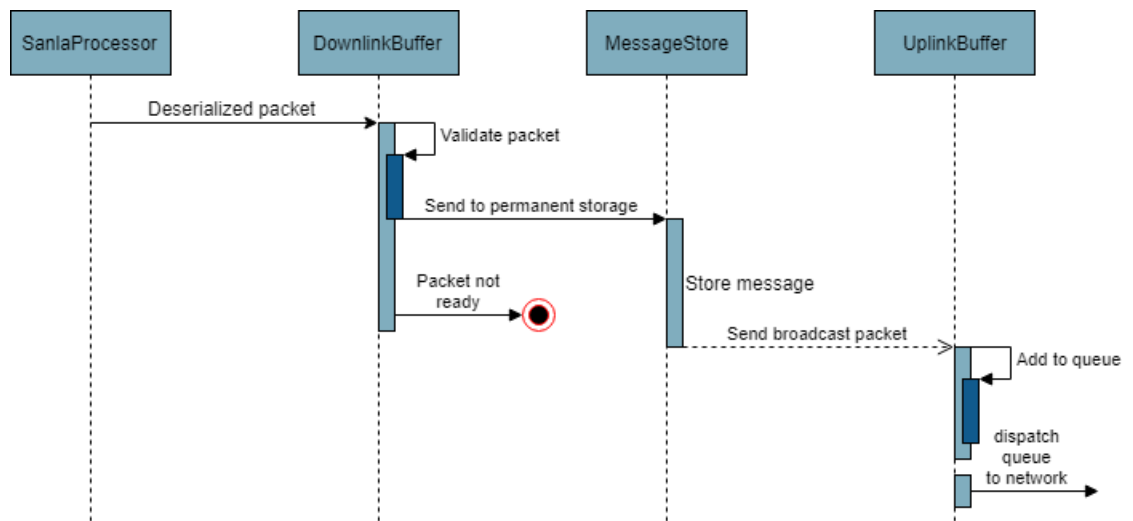 SanlaProcessor
DownlinkBuffer
MessageStore
UplinkBuffer
Deserialized packet
Validate packet
Send to permanent storage
Packet not
ready
Store message
Send broadcast packet
Add to queue
dispatch
queue
to network